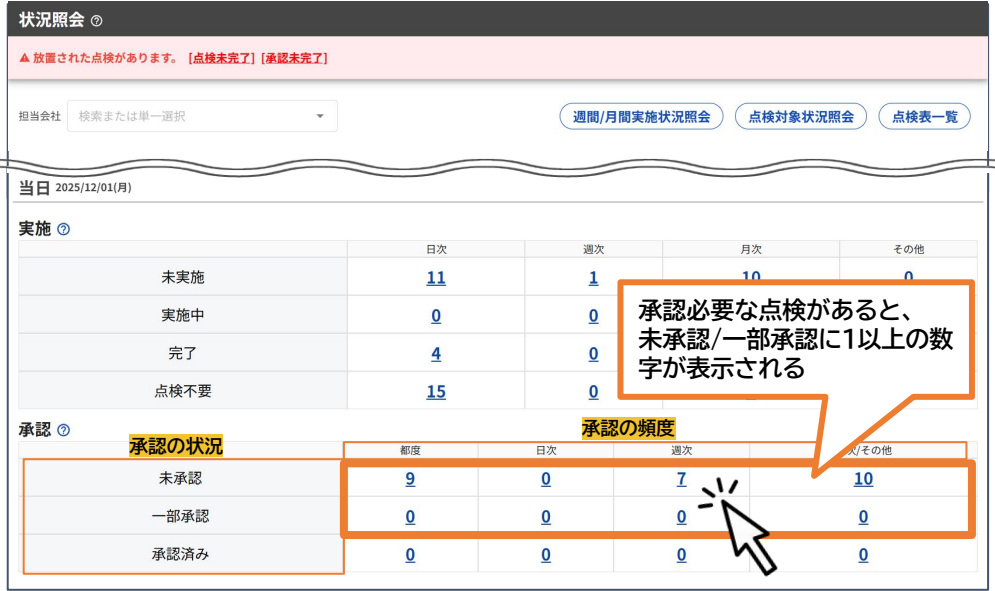 状況照会
放置された点検があります。 [点検未完了] [承認未完了]
担当会社 検索または単一選択
週間/月間実施状況照会 点検対象状況照会 点検表一覧
当日 2025/12/01(月)
実施
日次 週次 月次 その他
未実施 11 1 10 0
実施中 0 0
完了 4 0
点検不要 15 0
承認必要な点検があると、
未承認/一部承認に1以上の数
字が表示される
承認
承認の状況
承認の頻度
都度 日次 週次 次/その他
未承認 9 0 7 10
一部承認 0 0 0 0
承認済み 0 0 0 0